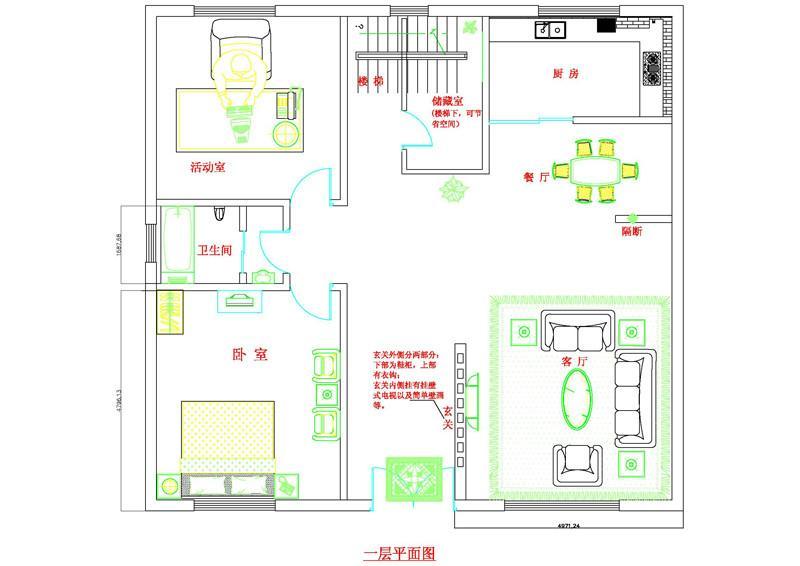 楼 梯
储藏室
(楼梯下，可节
省空间)
厨 房
活动室
餐 厅
隔断
卫生间
1687.68
卧 室
4796.13
玄关外侧分两部分：
下部为鞋柜，上部
有衣钩；
玄关内侧挂有挂壁
式电视以及简单壁画
等。
玄关
客 厅
4971.24
一层平面图